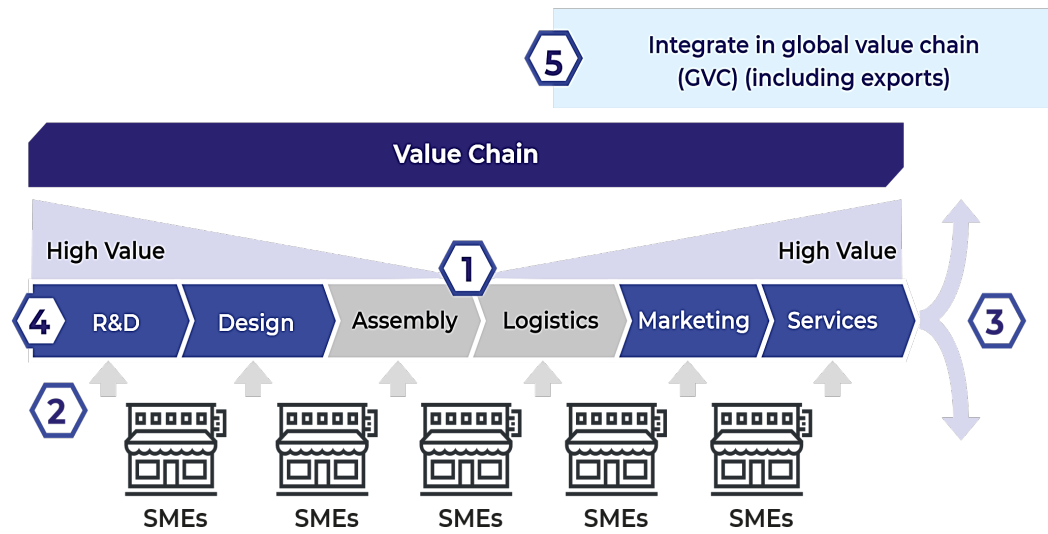 5
Integrate in global value chain
(GVC) (including exports)
Value Chain
High Value
1
High Value
4
R&D
Design
Assembly
Logistics
Marketing
Services
3
2
SMEs
SMEs
SMEs
SMEs
SMEs